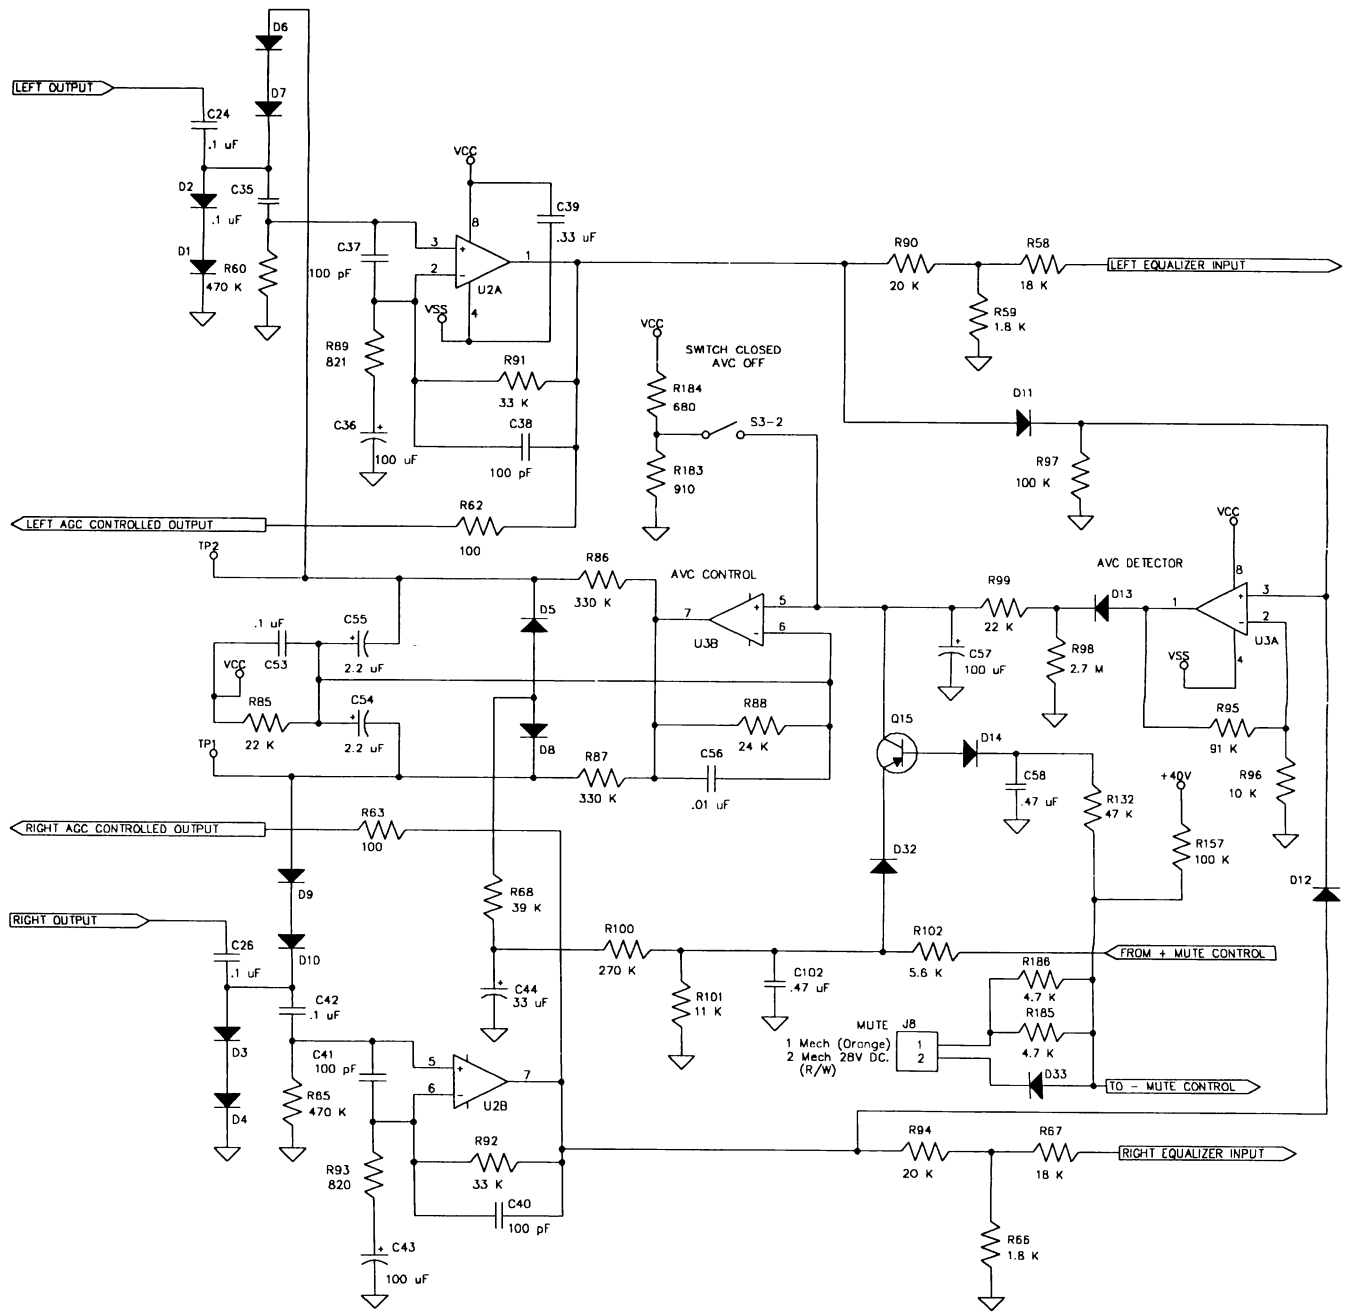 D6
LEFT OUTPUT
D7
C24
.1 uF
VCC
D2
C35
.1 uF
8
C39
.33 uF
D1
R60
470 K
C37
100 pF
3
+
2
-
1
U2A
VSS
4
R90
20 K
R58
18 K
LEFT EQUALIZER INPUT
R59
1.8 K
VCC
SWITCH CLOSED
AVC OFF
R89
821
R91
33 K
R184
680
D11
C36
+
100 uF
C38
100 pF
S3-2
R183
910
R97
100 K
LEFT AGC CONTROLLED OUTPUT
R62
100
VCC
TP2
R86
330 K
AVC CONTROL
AVC DETECTOR
R99
22 K
D13
8
1
3
+
2
-
U3A
4
VSS
D5
5
+
6
-
7
U3B
.1 uF
C53
C55
+
2.2 uF
C57
+
100 uF
R98
2.7 M
VCC
R85
22 K
C54
+
2.2 uF
R88
24 K
Q15
R95
91 K
TP1
D8
R87
330 K
C56
.01 uF
D14
C58
.47 uF
+40V
R96
10 K
R132
47 K
RIGHT AGC CONTROLLED OUTPUT
R63
100
R157
100 K
D32
D12
D9
R68
39 K
RIGHT OUTPUT
D10
C26
.1 uF
R100
270 K
R102
5.6 K
FROM + MUTE CONTROL
C44
+
33 uF
R101
11 K
C102
.47 uF
R186
4.7 K
C42
.1 uF
MUTE
J8
R185
4.7 K
1 Mech (Orange)
2 Mech 28V DC.
(R/W)
1
2
D3
C41
100 pF
5
+
6
-
7
U2B
D33
TO - MUTE CONTROL
D4
R65
470 K
R92
33 K
R94
20 K
R67
18 K
RIGHT EQUALIZER INPUT
R93
820
C40
100 pF
R66
1.8 K
C43
+
100 uF